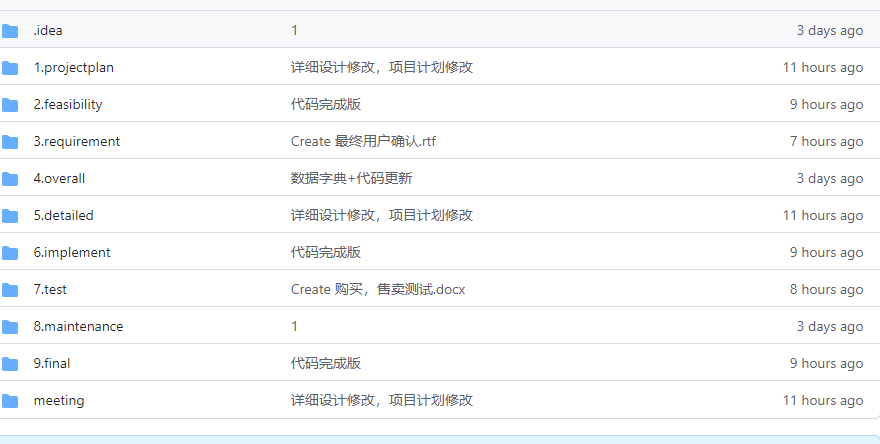 .idea 1 3 days ago
1.projectplan 详细设计修改，项目计划修改 11 hours ago
2.feasibility 代码完成版 9 hours ago
3.requirement Create 最终用户确认.rtf 7 hours ago
4.overall 数据字典+代码更新 3 days ago
5.detailed 详细设计修改，项目计划修改 11 hours ago
6.implement 代码完成版 9 hours ago
7.test Create 购买，售卖测试.docx 8 hours ago
8.maintenance 1 3 days ago
9.final 代码完成版 9 hours ago
meeting 详细设计修改，项目计划修改 11 hours ago